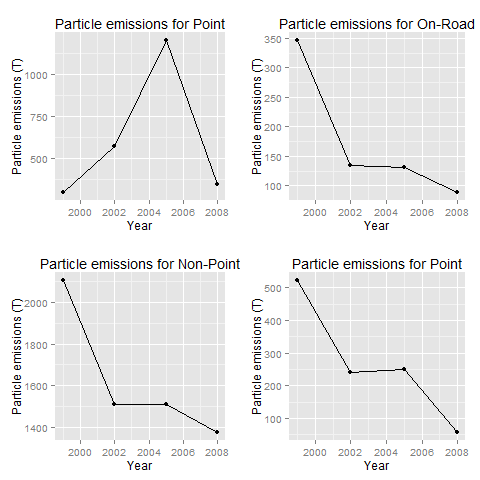 Particle emissions for Point
Particle emissions (T)
1000
750
500
2000 2002 2004 2006 2008
Year
Particle emissions for On-Road
Particle emissions (T)
350
300
250
200
150
100
2000 2002 2004 2006 2008
Year
Particle emissions for Non-Point
Particle emissions (T)
2000
1800
1600
1400
2000 2002 2004 2006 2008
Year
Particle emissions for Point
Particle emissions (T)
500
400
300
200
100
2000 2002 2004 2006 2008
Year